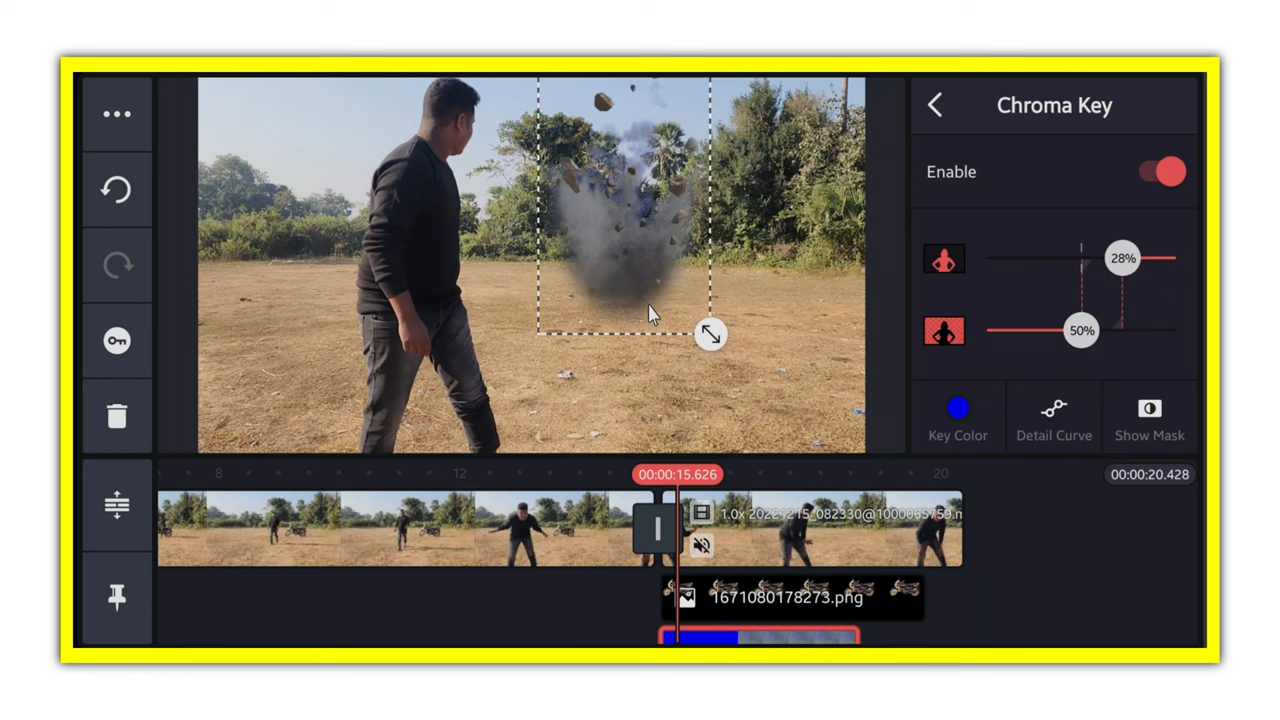 Chroma Key
Enable
28%
50%
Key Color
Detail Curve
Show Mask
8
12
00:00:15.626
20
00:00:20.428
1.0x 20221215_082330@1000065759.m
1671080178273.png